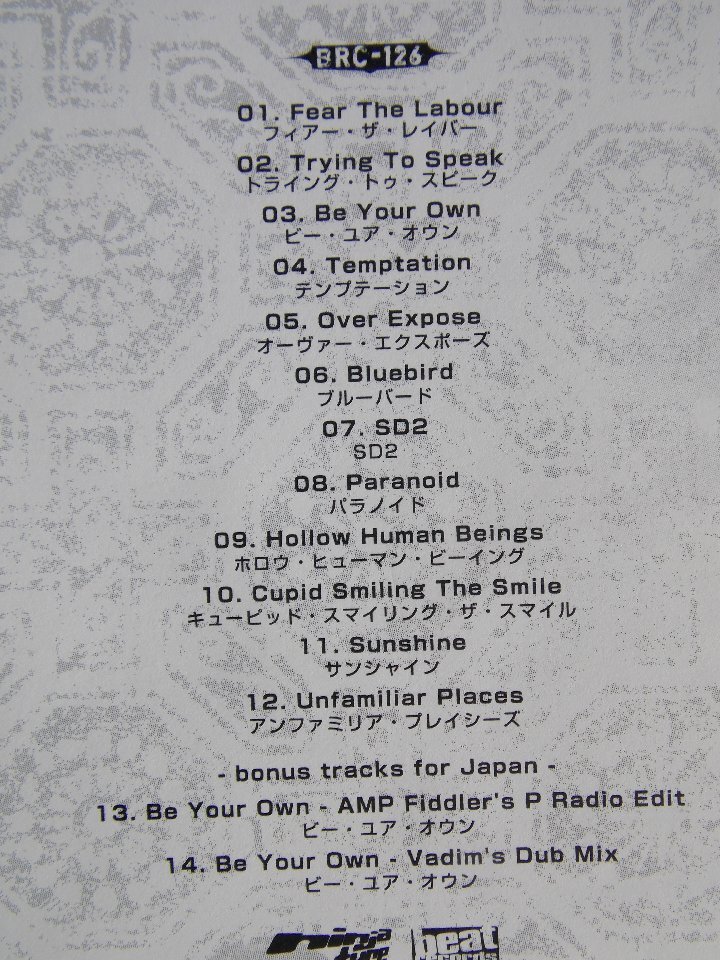 BRC-126
01. Fear The Labour
フィアー・ザ・レイバー
02. Trying To Speak
トライング・トゥ・スピーク
03. Be Your Own
ビー・ユア・オウン
04. Temptation
テンプテーション
05. Over Expose
オーヴァー・エクスポーズ
06. Bluebird
ブルーバード
07. SD2
SD2
08. Paranoid
パラノイド
09. Hollow Human Beings
ホロウ・ヒューマン・ビーイング
10. Cupid Smiling The Smile
キューピッド・スマイリング・ザ・スマイル
11. Sunshine
サンシャイン
12. Unfamiliar Places
アンファミリア・プレイシーズ
- bonus tracks for Japan -
13. Be Your Own - AMP Fiddler's P Radio Edit
ビー・ユア・オウン
14. Be Your Own - Vadim's Dub Mix
ビー・ユア・オウン
ninja tune
beat records